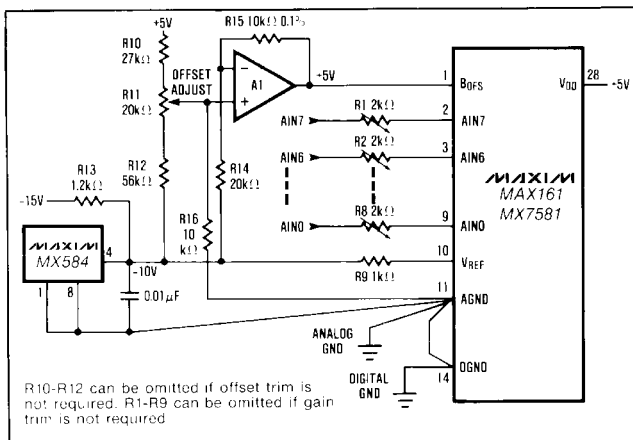 R15 10kΩ 0.1%
+5V
R10
27kΩ
OFFSET
ADJUST
R11
20kΩ
A1
+5V
1
BOFS
VDD
28
+5V
AIN7
R1 2kΩ
2
AIN7
AIN6
R2 2kΩ
3
AIN6
R12
56kΩ
R13
1.2kΩ
-15V
R14
20kΩ
R16
10
kΩ
MAXIM
MAX161
MX7581
AIN0
R8 2kΩ
9
AIN0
MAXIM
MX584
4
-10V
10
VREF
R9 1kΩ
1
8
0.01µF
11
AGND
ANALOG
GND
DIGITAL
GND
14
DGND
R10-R12 can be omitted if offset trim is
not required. R1-R9 can be omitted if gain
trim is not required